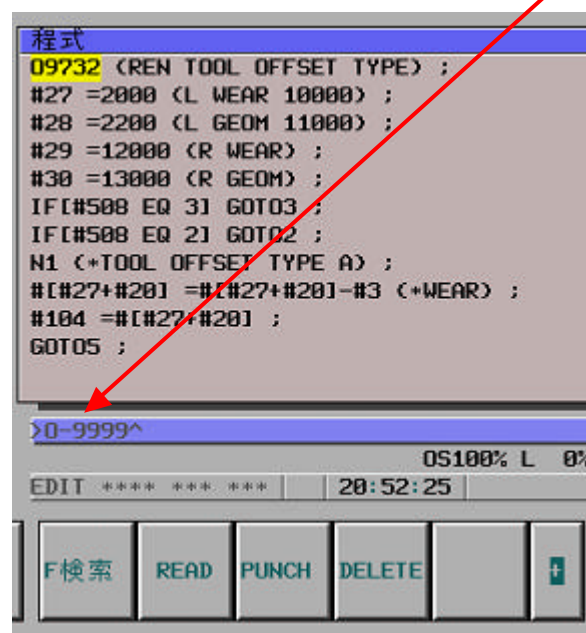 程式
O9732 (REN TOOL OFFSET TYPE) ;
#27 =2000 (L WEAR 10000) ;
#28 =2200 (L GEOM 11000) ;
#29 =12000 (R WEAR) ;
#30 =13000 (R GEOM) ;
IF[#508 EQ 3] GOTO3 ;
IF[#508 EQ 2] GOTO2 ;
N1 (*TOOL OFFSET TYPE A) ;
#[#27+#20] =#[#27+#20]-#3 (*WEAR) ;
#104 =#[#27+#20] ;
GOTO5 ;
>O-9999^
OS100% L 0%
EDIT **** *** *** 20:52:25
F検索 READ PUNCH DELETE +